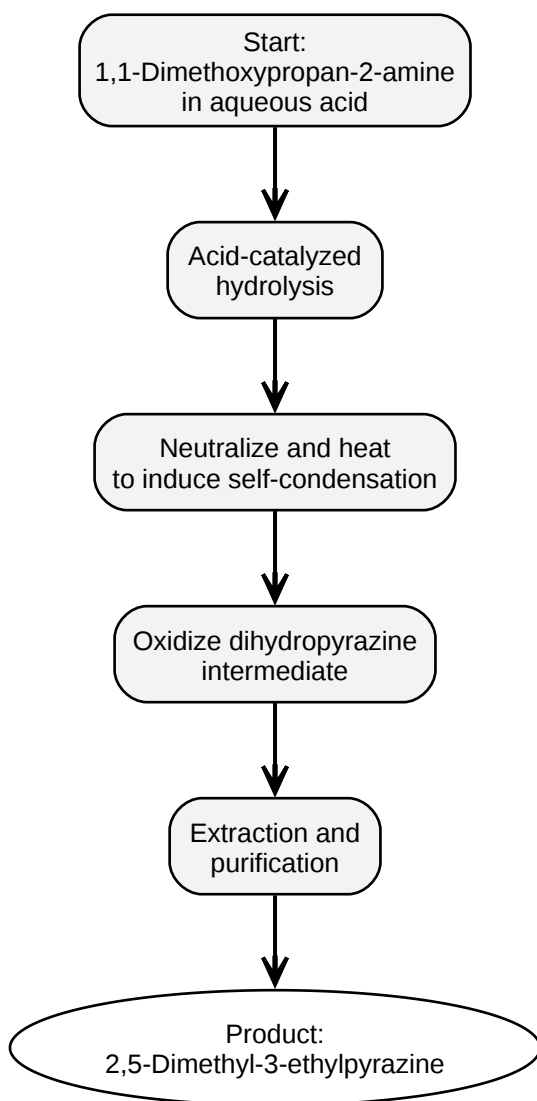 Start:
1,1-Dimethoxypropan-2-amine
in aqueous acid
Acid-catalyzed
hydrolysis
Neutralize and heat
to induce self-condensation
Oxidize dihydropyrazine
intermediate
Extraction and
purification
Product:
2,5-Dimethyl-3-ethylpyrazine